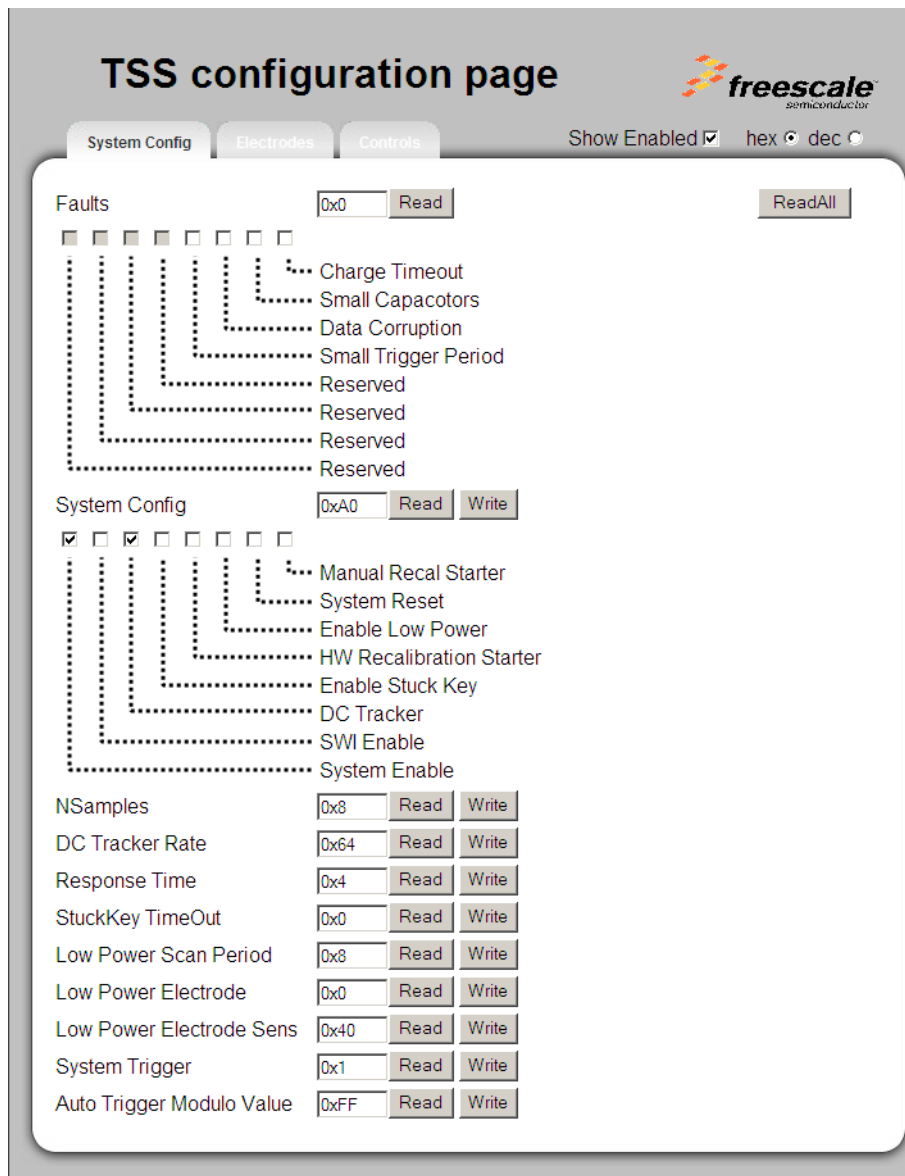 TSS configuration page
freescale™
semiconductor
System Config Electrodes Controls Show Enabled hex dec
Faults 0x0 Read ReadAll
Charge Timeout
Small Capacotors
Data Corruption
Small Trigger Period
Reserved
Reserved
Reserved
Reserved
System Config 0xA0 Read Write
Manual Recal Starter
System Reset
Enable Low Power
HW Recalibration Starter
Enable Stuck Key
DC Tracker
SWI Enable
System Enable
NSamples 0x8 Read Write
DC Tracker Rate 0x64 Read Write
Response Time 0x4 Read Write
StuckKey TimeOut 0x0 Read Write
Low Power Scan Period 0x8 Read Write
Low Power Electrode 0x0 Read Write
Low Power Electrode Sens 0x40 Read Write
System Trigger 0x1 Read Write
Auto Trigger Modulo Value 0xFF Read Write